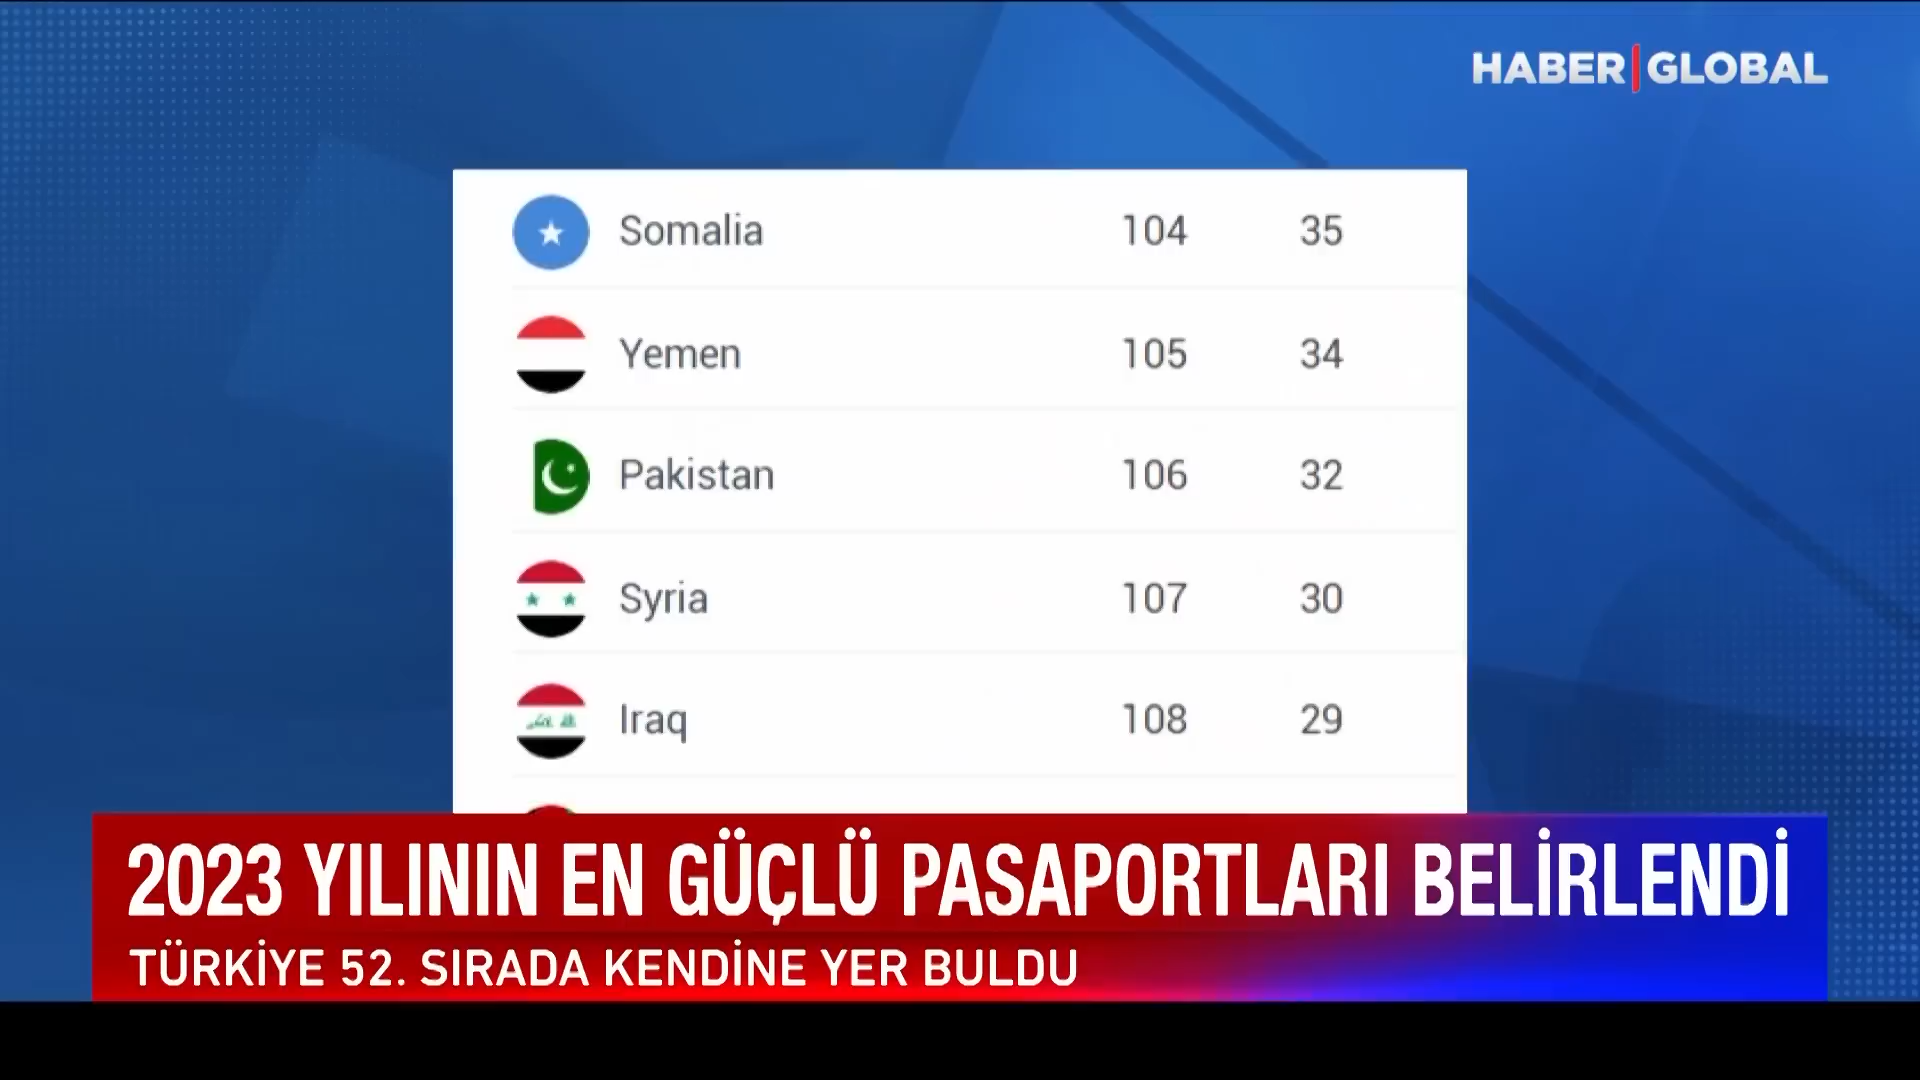 HABER GLOBAL
Somalia 104 35
Yemen 105 34
Pakistan 106 32
Syria 107 30
Iraq 108 29
2023 YILININ EN GÜÇLÜ PASAPORTLARI BELİRLENDİ
TÜRKİYE 52. SIRADA KENDİNE YER BULDU